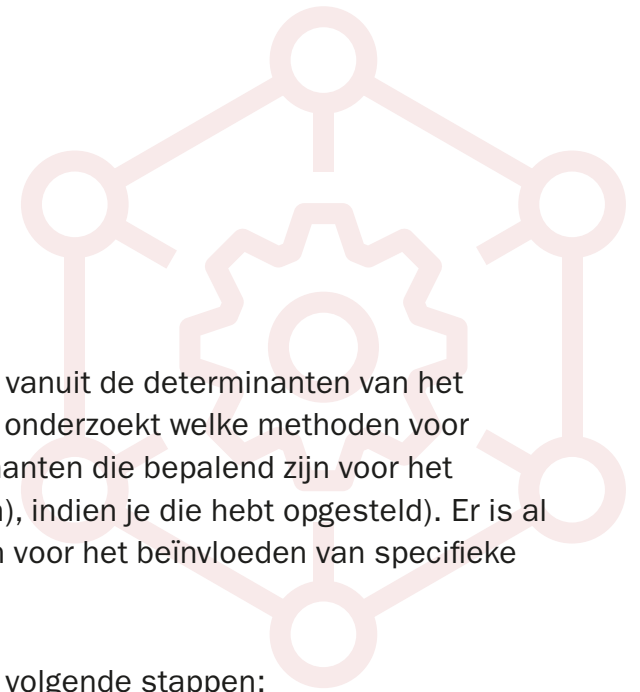 vanuit de determinanten van het
onderzoekt welke methoden voor
nanten die bepalend zijn voor het
n), indien je die hebt opgesteld). Er is al
n voor het beïnvloeden van specifieke
volgende stappen: